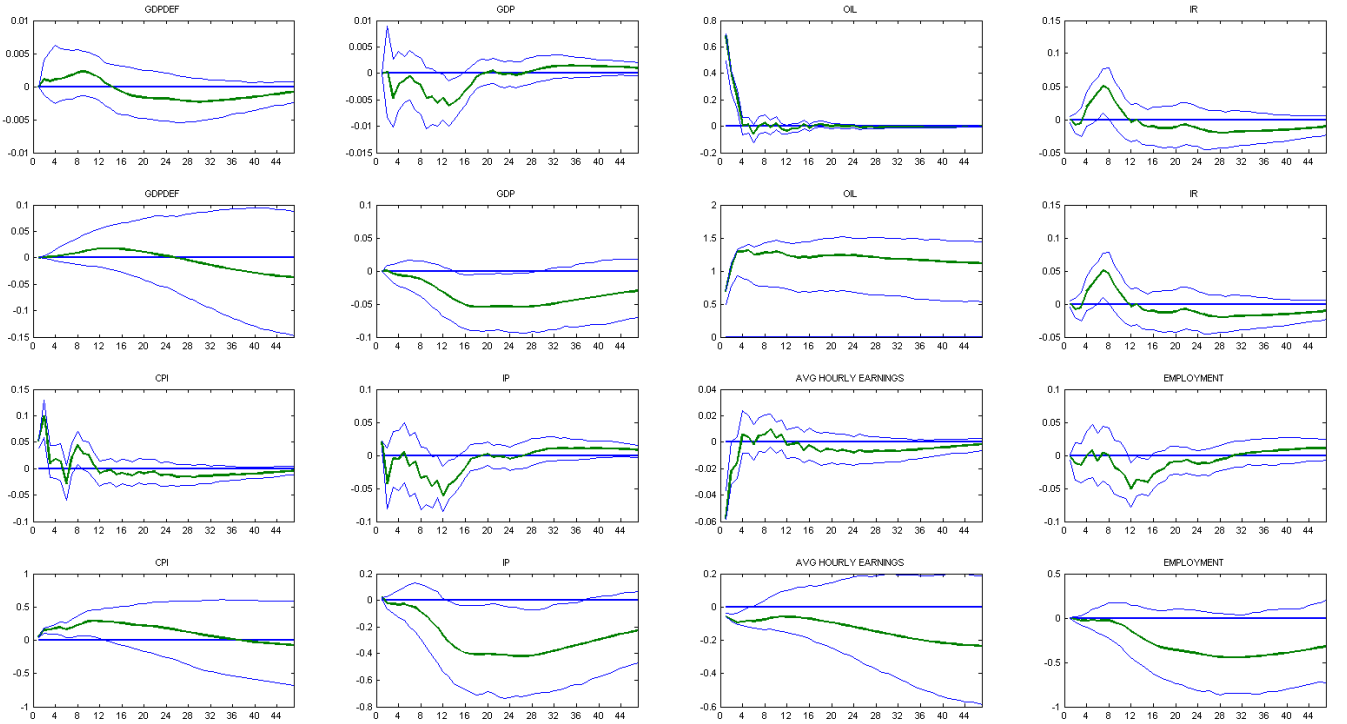 GDPDEF GDP OIL IR
0.01 0.01 0.8 0.15
0.005 0.005 0.6 0.1
0 0 0.4 0.05
-0.005 -0.005 0.2 0
-0.01 -0.01 0 -0.05
-0.015 -0.2
0 4 8 12 16 20 24 28 32 36 40 44 0 4 8 12 16 20 24 28 32 36 40 44 0 4 8 12 16 20 24 28 32 36 40 44 0 4 8 12 16 20 24 28 32 36 40 44
GDPDEF GDP OIL IR
0.1 0.1 2 0.15
0.05 0.05 1.5 0.1
0 0 1 0.05
-0.05 -0.05 0.5 0
-0.1 -0.1 0 -0.05
-0.15
0 4 8 12 16 20 24 28 32 36 40 44 0 4 8 12 16 20 24 28 32 36 40 44 0 4 8 12 16 20 24 28 32 36 40 44 0 4 8 12 16 20 24 28 32 36 40 44
CPI IP AVG HOURLY EARNINGS EMPLOYMENT
0.15 0.1 0.04 0.1
0.1 0.05 0.02 0.05
0.05 0 0 0
0 -0.05 -0.02 -0.05
-0.05 -0.1 -0.04 -0.1
-0.1 -0.06
0 4 8 12 16 20 24 28 32 36 40 44 0 4 8 12 16 20 24 28 32 36 40 44 0 4 8 12 16 20 24 28 32 36 40 44 0 4 8 12 16 20 24 28 32 36 40 44
CPI IP AVG HOURLY EARNINGS EMPLOYMENT
1 0.2 0.2 0.5
0.5 0 0 0
0 -0.2 -0.2 -0.5
-0.5 -0.4 -0.4 -1
-1 -0.6 -0.6
-0.8
0 4 8 12 16 20 24 28 32 36 40 44 0 4 8 12 16 20 24 28 32 36 40 44 0 4 8 12 16 20 24 28 32 36 40 44 0 4 8 12 16 20 24 28 32 36 40 44